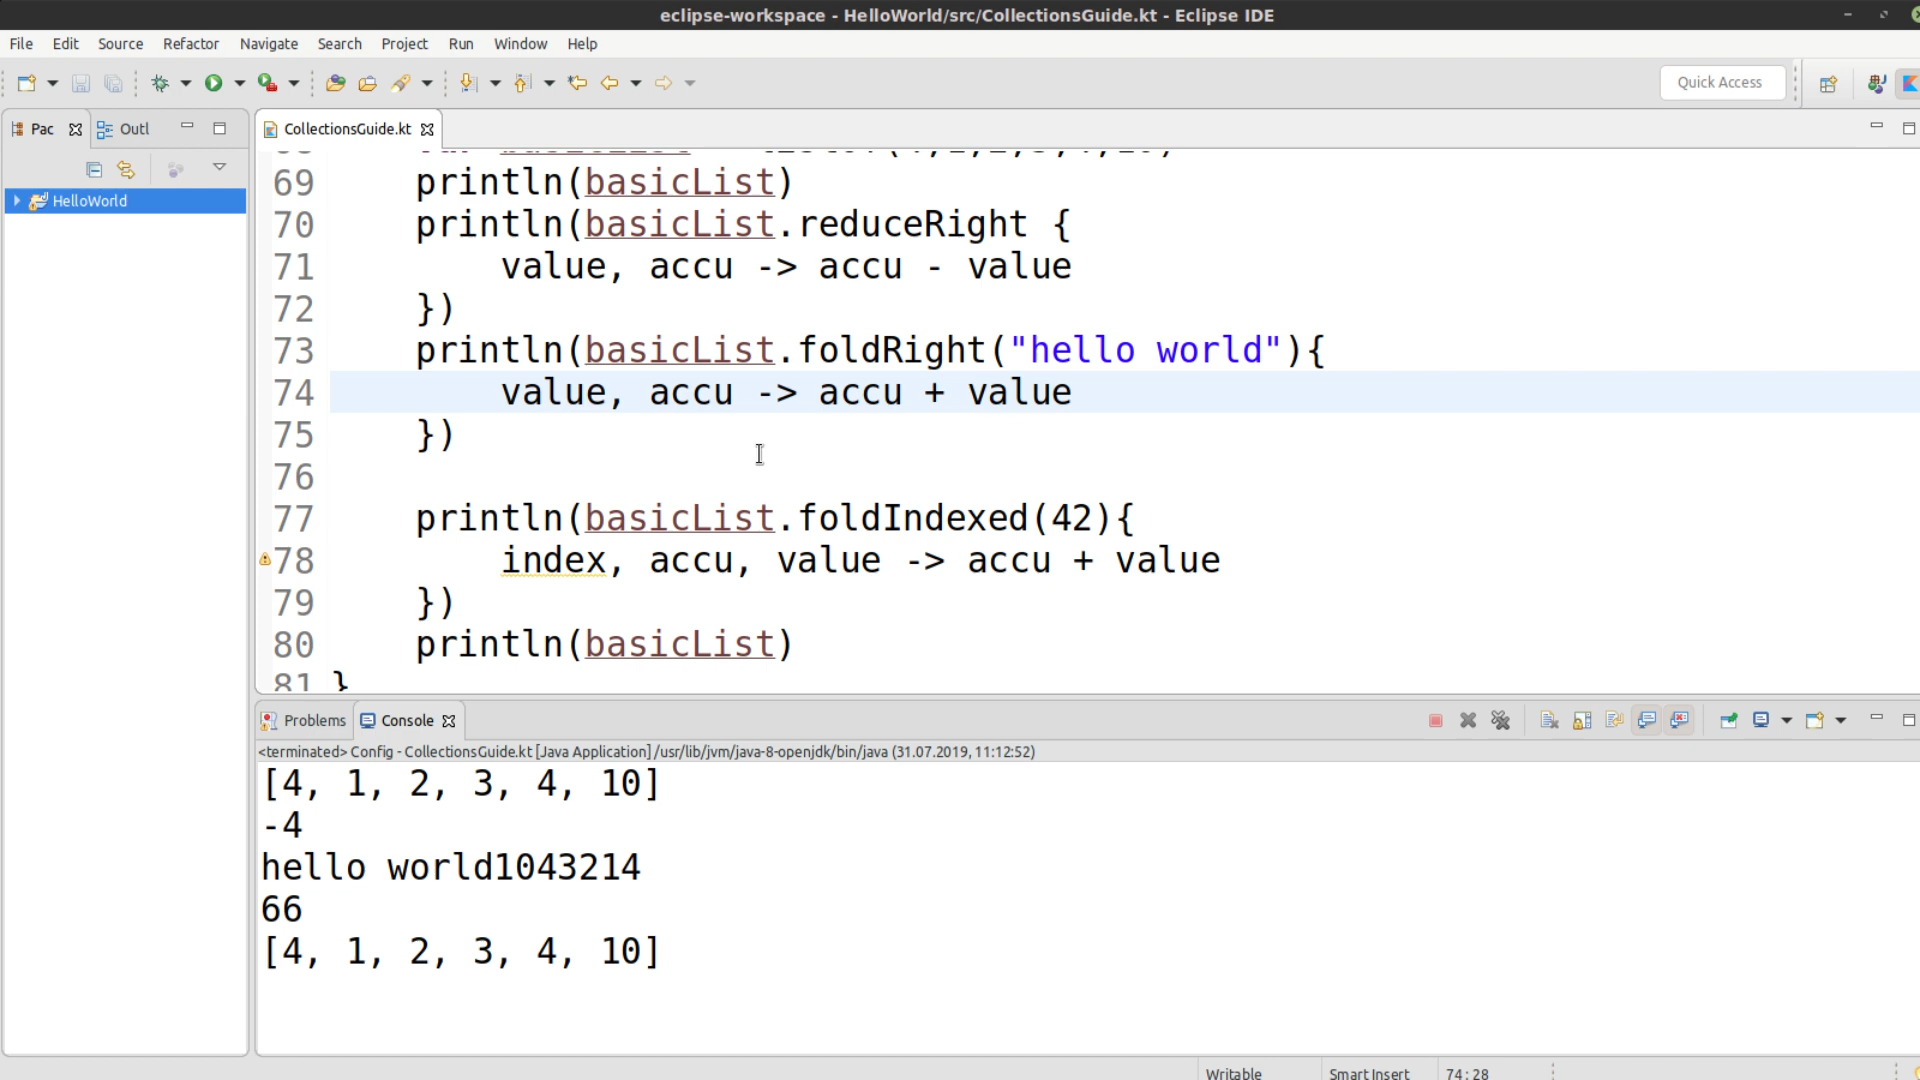 eclipse-workspace - HelloWorld/src/CollectionsGuide.kt - Eclipse IDE
File Edit Source Refactor Navigate Search Project Run Window Help
Quick Access
Pac Outl
CollectionsGuide.kt
HelloWorld
69 println(basicList)
70 println(basicList.reduceRight {
71 value, accu -> accu - value
72 })
73 println(basicList.foldRight("hello world"){
74 value, accu -> accu + value
75 })
76
77 println(basicList.foldIndexed(42){
78 index, accu, value -> accu + value
79 })
80 println(basicList)
81 }
Problems Console
<terminated> Config - CollectionsGuide.kt [Java Application] /usr/lib/jvm/java-8-openjdk/bin/java (31.07.2019, 11:12:52)
[4, 1, 2, 3, 4, 10]
-4
hello world1043214
66
[4, 1, 2, 3, 4, 10]
Writable Smart Insert 74:28